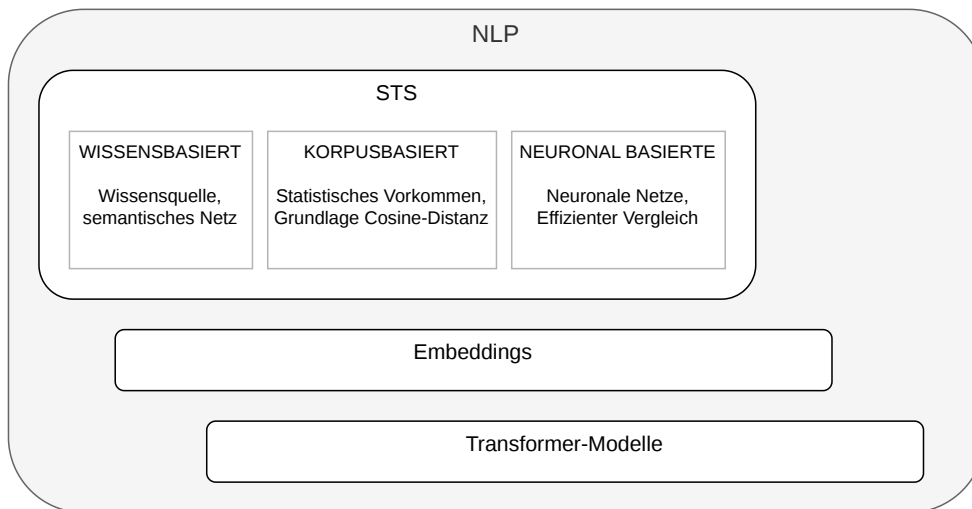 NLP
STS
WISSENSBASIERT
Wissensquelle,
semantisches Netz
KORPUSBASIERT
Statistisches Vorkommen,
Grundlage Cosine-Distanz
NEURONAL BASIERTE
Neuronale Netze,
Effizienter Vergleich
Embeddings
Transformer-Modelle